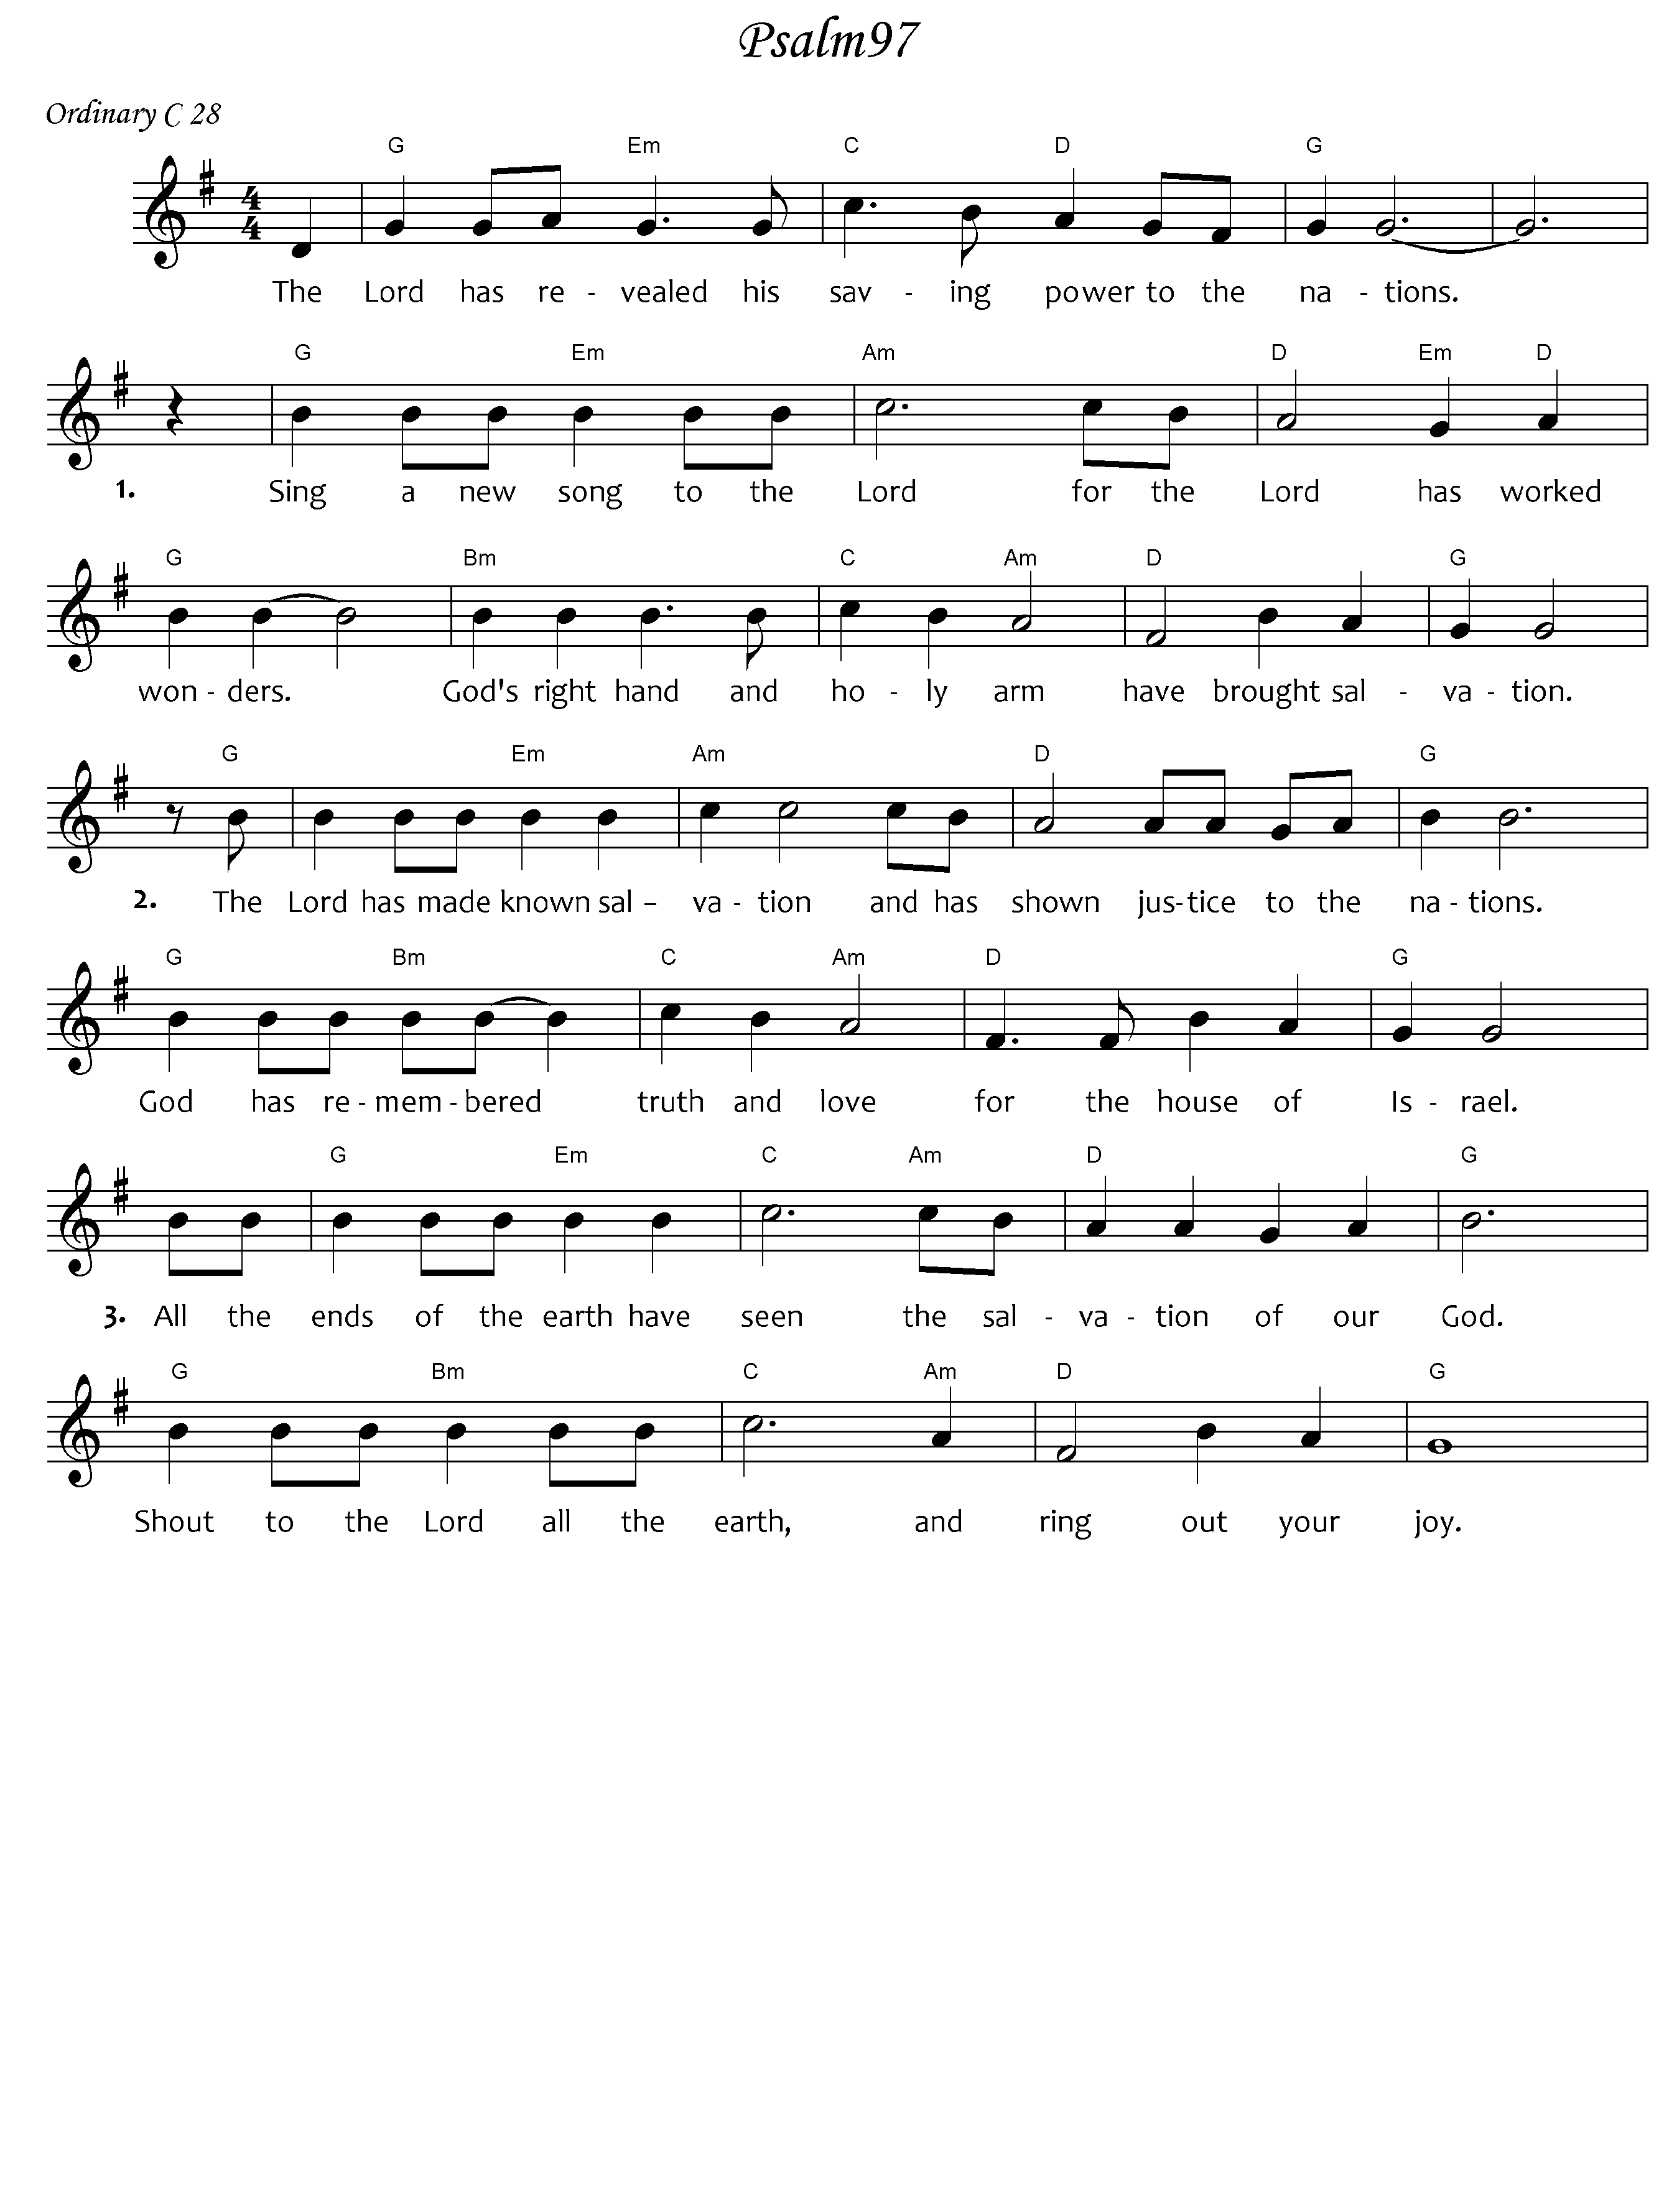 Psalm97
Ordinary C 28
G Em C D G
The Lord has re - vealed his sav - ing power to the na - tions.
G Em Am D Em D
1. Sing a new song to the Lord for the Lord has worked
G Bm C Am D G
won - ders. God's right hand and ho - ly arm have brought sal - va - tion.
G Em Am D G
2. The Lord has made known sal – va - tion and has shown jus-tice to the na - tions.
G Bm C Am D G
God has re - mem - bered truth and love for the house of Is - rael.
G Em C Am D G
3. All the ends of the earth have seen the sal - va - tion of our God.
G Bm C Am D G
Shout to the Lord all the earth, and ring out your joy.